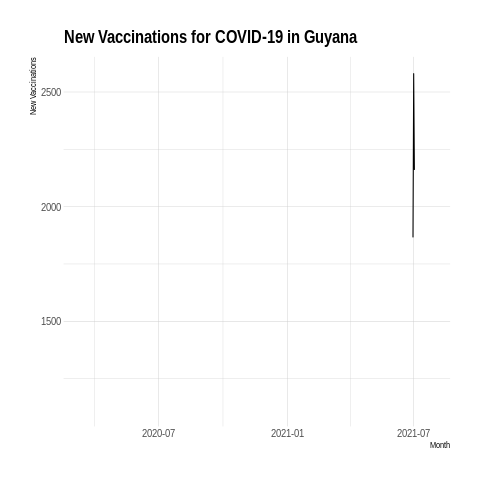 New Vaccinations for COVID-19 in Guyana
New Vaccinations
2500
2000
1500
2020-07
2021-01
2021-07
Month